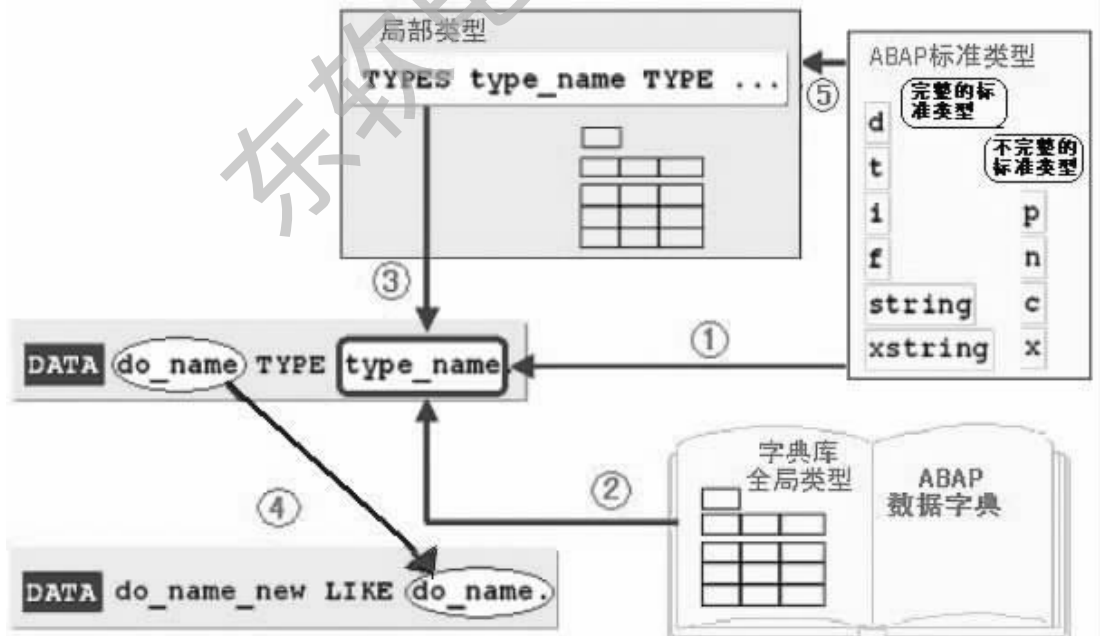 局部类型
TYPES type_name TYPE ...
ABAP标准类型
完整的标
准类型
不完整的
标准类型
d
t
i
f
string
xstring
p
n
c
x
⑤
③
①
DATA do_name TYPE type_name.
②
④
字典库
全局类型
ABAP
数据字典
DATA do_name_new LIKE do_name.
东软